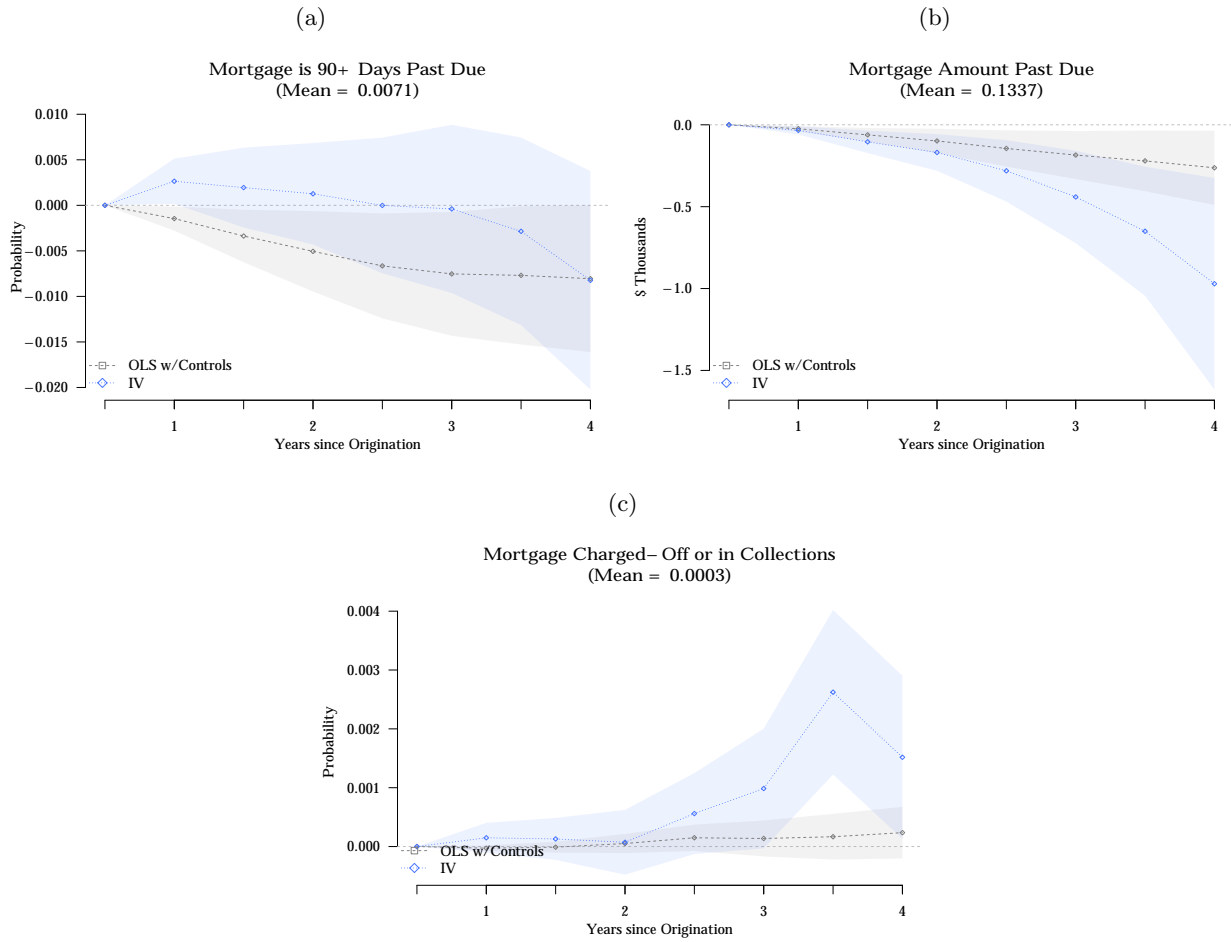 (a)
Mortgage is 90+ Days Past Due
(Mean = 0.0071)
0.010
0.005
0.000
−0.005
−0.010
−0.015
−0.020
Probability
OLS w/Controls
IV
1 2 3 4
Years since Origination
(b)
Mortgage Amount Past Due
(Mean = 0.1337)
0.0
−0.5
−1.0
−1.5
$ Thousands
OLS w/Controls
IV
1 2 3 4
Years since Origination
(c)
Mortgage Charged−Off or in Collections
(Mean = 0.0003)
0.004
0.003
0.002
0.001
0.000
Probability
OLS w/Controls
IV
1 2 3 4
Years since Origination